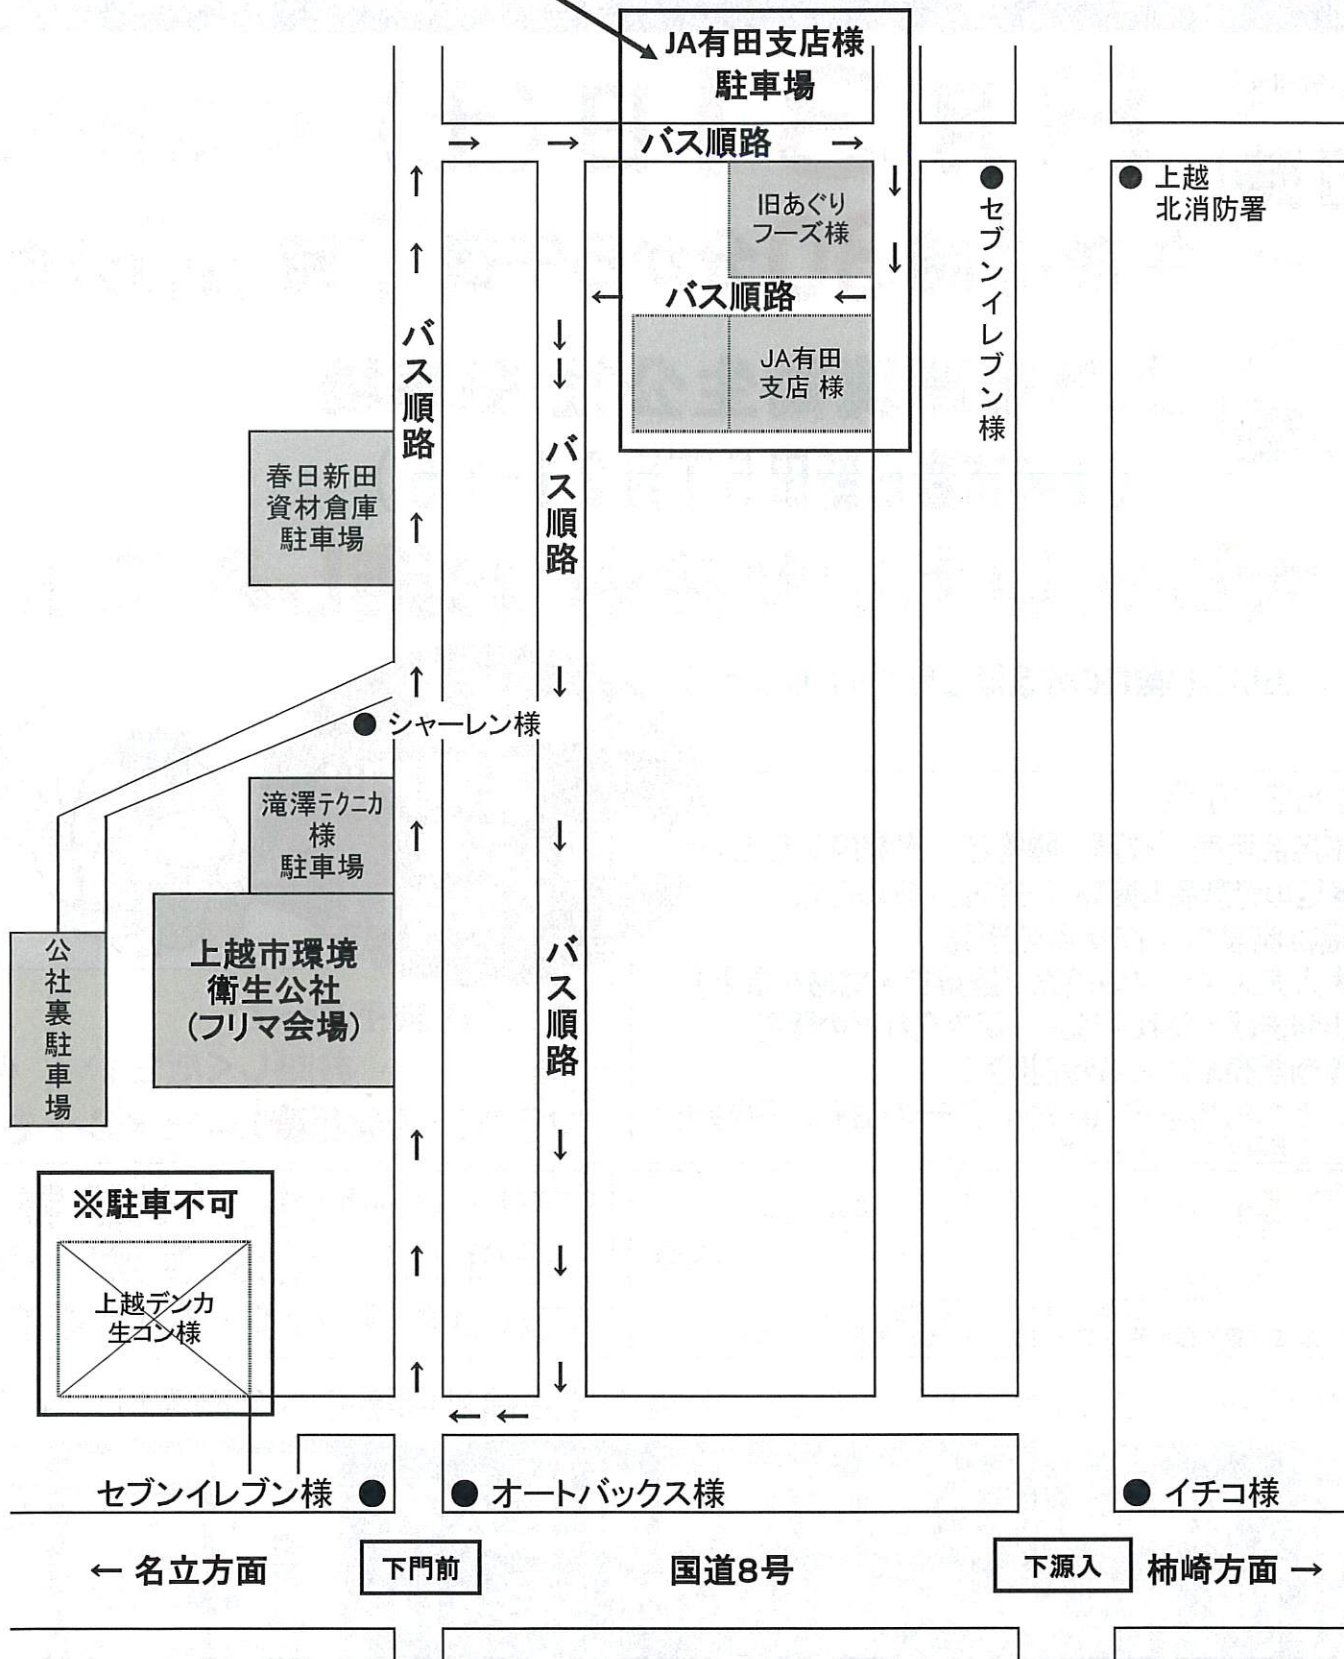 JA有田支店様
駐車場
→ → バス順路 →
旧あぐり
フーズ様
← バス順路 ←
JA有田
支店 様
● セブンイレブン様
● 上越
北消防署
バス順路
バス順路
春日新田
資材倉庫
駐車場
● シャーレン様
滝澤テクニカ
様
駐車場
上越市環境
衛生公社
(フリマ会場)
公社裏駐車場
バス順路
※駐車不可
上越デンカ
生コン様
← ←
セブンイレブン様 ●
● オートバックス様
● イチコ様
← 名立方面
下門前
国道8号
下源入
柿崎方面 →